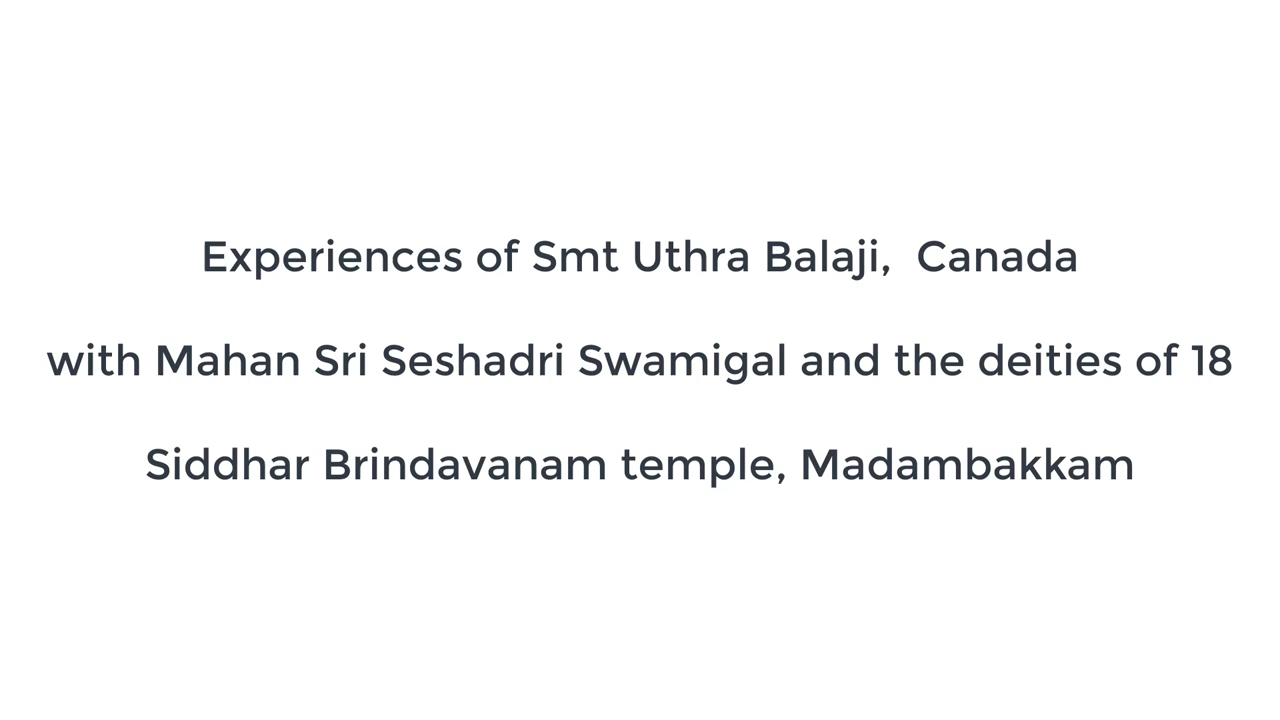 Experiences of Smt Uthra Balaji,  Canada
with Mahan Sri Seshadri Swamigal and the deities of 18
Siddhar Brindavanam temple, Madambakkam